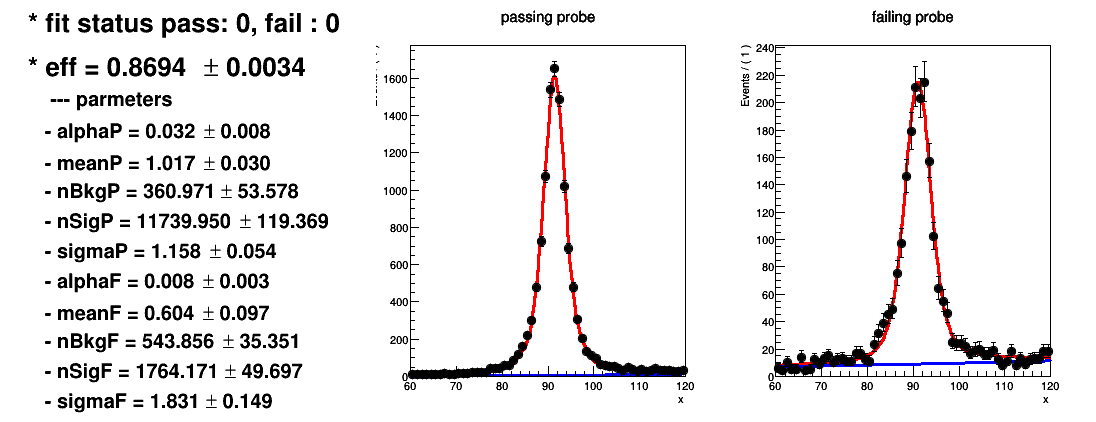 * fit status pass: 0, fail : 0
* eff = 0.8694 ± 0.0034
--- parmeters
- alphaP = 0.032 ± 0.008
- meanP = 1.017 ± 0.030
- nBkgP = 360.971 ± 53.578
- nSigP = 11739.950 ± 119.369
- sigmaP = 1.158 ± 0.054
- alphaF = 0.008 ± 0.003
- meanF = 0.604 ± 0.097
- nBkgF = 543.856 ± 35.351
- nSigF = 1764.171 ± 49.697
- sigmaF = 1.831 ± 0.149
passing probe
1600
1400
1200
1000
800
600
400
200
0
60 70 80 90 100 110 120
x
failing probe
Events / ( 1 )
240
220
200
180
160
140
120
100
80
60
40
20
0
60 70 80 90 100 110 120
x